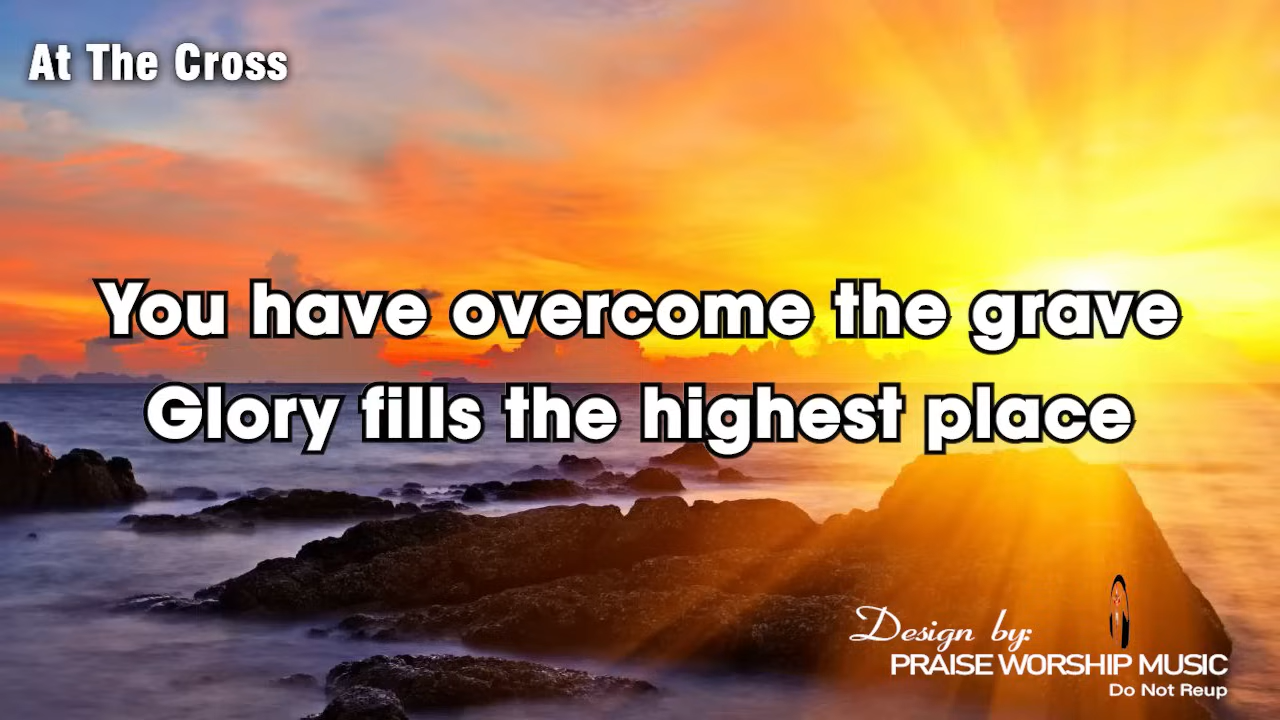 At The Cross
You have overcome the grave
Glory fills the highest place
Design by:
PRAISE WORSHIP MUSIC
Do Not Reup